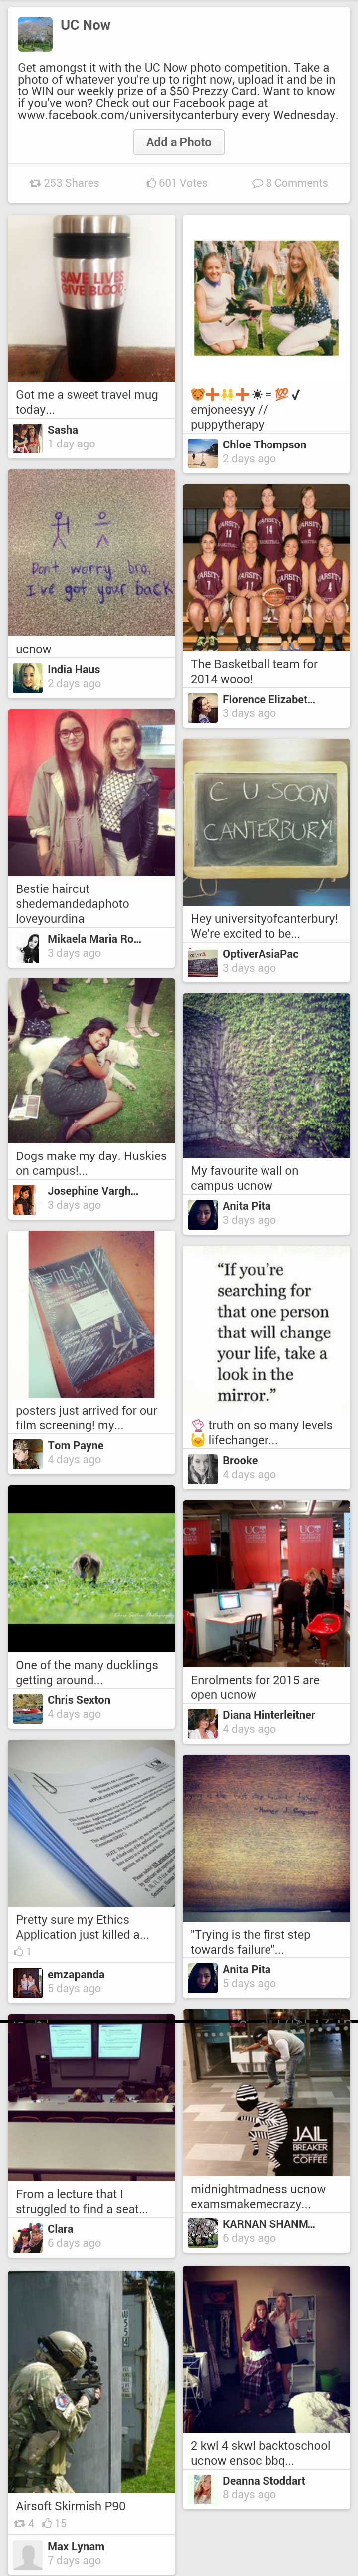 UC Now
Get amongst it with the UC Now photo competition. Take a
photo of whatever you're up to right now, upload it and be in
to WIN our weekly prize of a $50 Prezzy Card. Want to know
if you've won? Check out our Facebook page at
www.facebook.com/universitycanterbury every Wednesday.
Add a Photo
253 Shares
601 Votes
8 Comments
SAVE LIVES
GIVE BLOOD
Got me a sweet travel mug
today...
Sasha
1 day ago
🐶➕🙌➕☀=💯✓
emjoneesyy //
puppytherapy
Chloe Thompson
2 days ago
Don't worry bro,
I've got your back
ucnow
India Haus
2 days ago
VARSITY
13
VARSITY
14
VARSITY
5
VARSITY
7
VARSITY
11
VARSITY
8
VARSITY
4
The Basketball team for
2014 wooo!
Florence Elizabet...
3 days ago
Bestie haircut
shedemandedaphoto
loveyourdina
Mikaela Maria Ro...
3 days ago
C U SOON
CANTERBURY!
Hey universityofcanterbury!
We're excited to be...
OptiverAsiaPac
3 days ago
Dogs make my day. Huskies
on campus!...
Josephine Vargh...
3 days ago
My favourite wall on
campus ucnow
Anita Pita
3 days ago
FILM
posters just arrived for our
film screening! my...
Tom Payne
4 days ago
“If you’re
searching for
that one person
that will change
your life, take a
look in the
mirror.”
truth on so many levels
lifechanger...
Brooke
4 days ago
One of the many ducklings
getting around...
Chris Sexton
4 days ago
UC
UC
UC
Enrolments for 2015 are
open ucnow
Diana Hinterleitner
4 days ago
Pretty sure my Ethics
Application just killed a...
1
emzapanda
5 days ago
"Trying is the first step
towards failure"...
Anita Pita
5 days ago
From a lecture that I
struggled to find a seat...
Clara
6 days ago
JAIL
BREAKER
COFFEE
midnightmadness ucnow
examsmakemecrazy...
KARNAN SHANM...
6 days ago
Airsoft Skirmish P90
4
15
Max Lynam
7 days ago
2 kwl 4 skwl backtoschool
ucnow ensoc bbq...
Deanna Stoddart
8 days ago